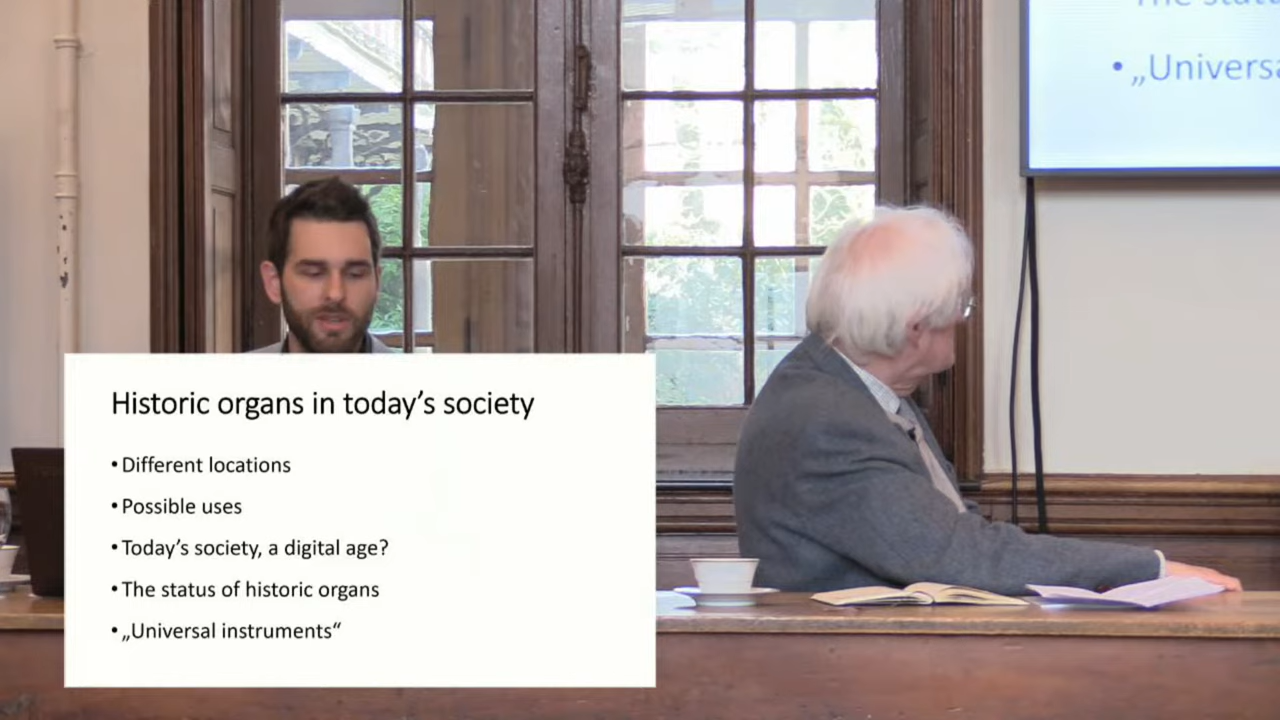 Historic organs in today’s society
• Different locations
• Possible uses
• Today’s society, a digital age?
• The status of historic organs
• „Universal instruments“
• „Universa